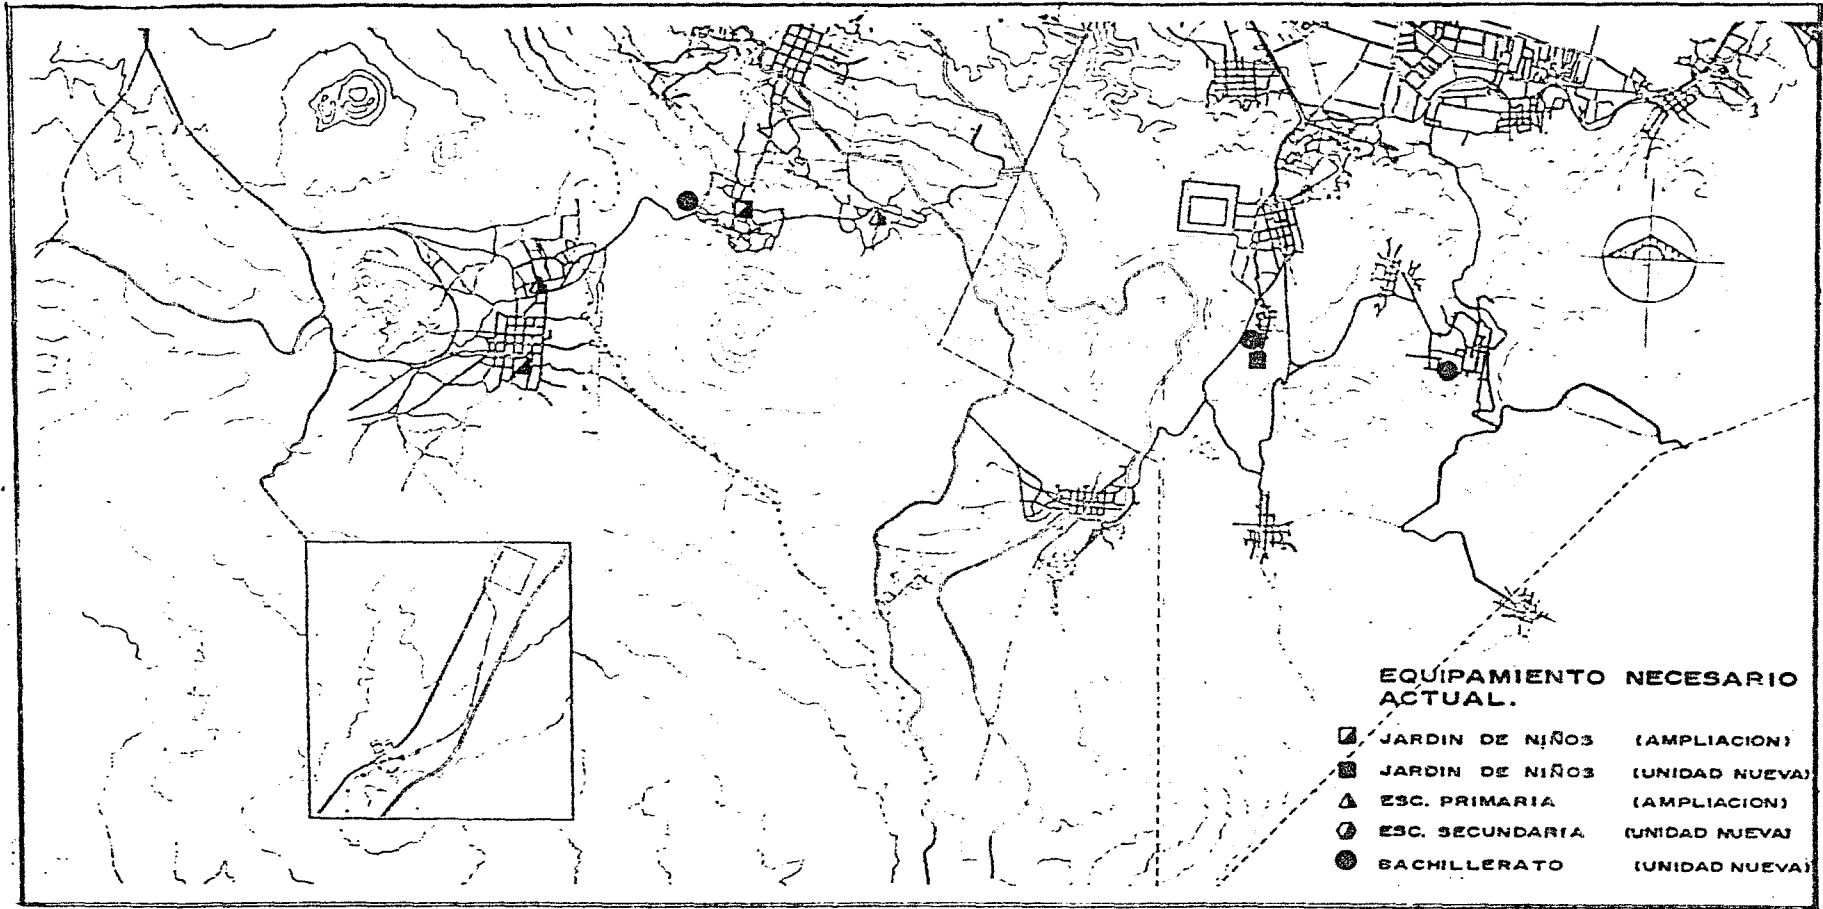 EQUIPAMIENTO NECESARIO
ACTUAL.
JARDIN DE NIÑOS (AMPLIACION)
JARDIN DE NIÑOS (UNIDAD NUEVA)
ESC. PRIMARIA (AMPLIACION)
ESC. SECUNDARIA (UNIDAD NUEVA)
BACHILLERATO (UNIDAD NUEVA)